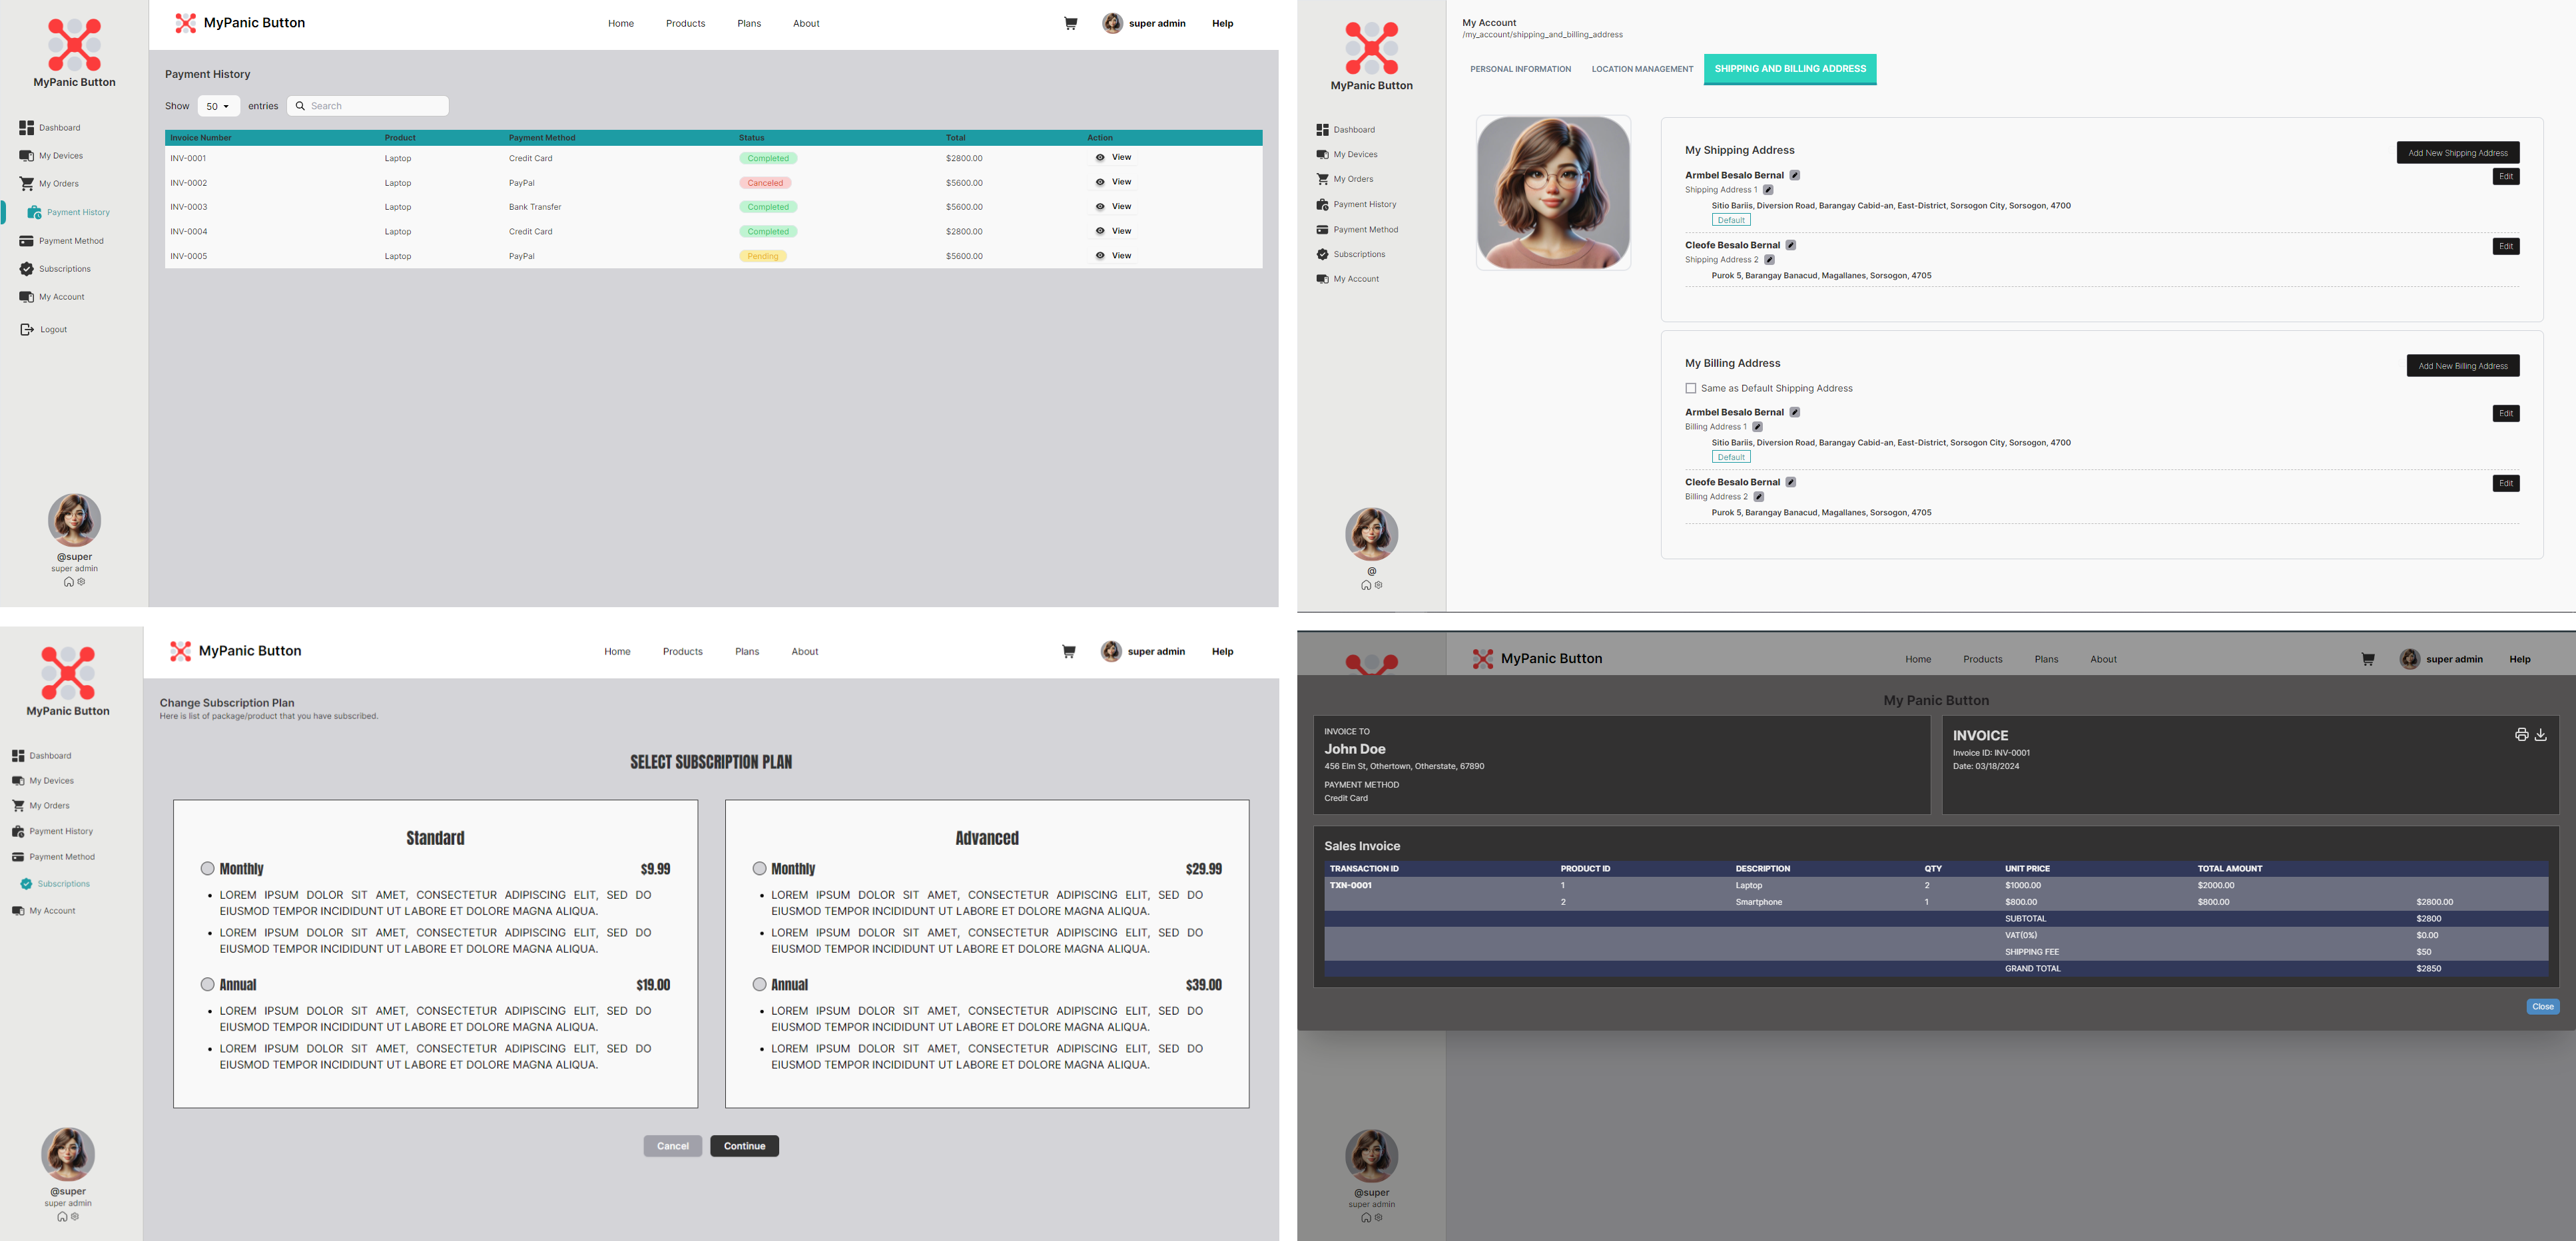 MyPanic Button
Dashboard
My Devices
My Orders
Payment History
Payment Method
Subscriptions
My Account
Logout
@super
super admin
MyPanic Button
Home Products Plans About
super admin Help
Payment History
Show 50 entries Search
Invoice Number Product Payment Method Status Total Action
INV-0001 Laptop Credit Card Completed $2800.00 View
INV-0002 Laptop PayPal Canceled $5600.00 View
INV-0003 Laptop Bank Transfer Completed $5600.00 View
INV-0004 Laptop Credit Card Completed $2800.00 View
INV-0005 Laptop PayPal Pending $5600.00 View
MyPanic Button
Dashboard
My Devices
My Orders
Payment History
Payment Method
Subscriptions
My Account
@
My Account
/my_account/shipping_and_billing_address
PERSONAL INFORMATION LOCATION MANAGEMENT SHIPPING AND BILLING ADDRESS
My Shipping Address
Add New Shipping Address
Armbel Besalo Bernal
Edit
Shipping Address 1
Sitio Bariis, Diversion Road, Barangay Cabid-an, East-District, Sorsogon City, Sorsogon, 4700
Default
Cleofe Besalo Bernal
Edit
Shipping Address 2
Purok 5, Barangay Banacud, Magallanes, Sorsogon, 4705
My Billing Address
Add New Billing Address
Same as Default Shipping Address
Armbel Besalo Bernal
Edit
Billing Address 1
Sitio Bariis, Diversion Road, Barangay Cabid-an, East-District, Sorsogon City, Sorsogon, 4700
Default
Cleofe Besalo Bernal
Edit
Billing Address 2
Purok 5, Barangay Banacud, Magallanes, Sorsogon, 4705
MyPanic Button
Dashboard
My Devices
My Orders
Payment History
Payment Method
Subscriptions
My Account
@super
super admin
MyPanic Button
Home Products Plans About
super admin Help
Change Subscription Plan
Here is list of package/product that you have subscribed.
SELECT SUBSCRIPTION PLAN
Standard
Monthly $9.99
• LOREM IPSUM DOLOR SIT AMET, CONSECTETUR ADIPISCING ELIT, SED DO
EIUSMOD TEMPOR INCIDIDUNT UT LABORE ET DOLORE MAGNA ALIQUA.
• LOREM IPSUM DOLOR SIT AMET, CONSECTETUR ADIPISCING ELIT, SED DO
EIUSMOD TEMPOR INCIDIDUNT UT LABORE ET DOLORE MAGNA ALIQUA.
Annual $19.00
• LOREM IPSUM DOLOR SIT AMET, CONSECTETUR ADIPISCING ELIT, SED DO
EIUSMOD TEMPOR INCIDIDUNT UT LABORE ET DOLORE MAGNA ALIQUA.
• LOREM IPSUM DOLOR SIT AMET, CONSECTETUR ADIPISCING ELIT, SED DO
EIUSMOD TEMPOR INCIDIDUNT UT LABORE ET DOLORE MAGNA ALIQUA.
Advanced
Monthly $29.99
• LOREM IPSUM DOLOR SIT AMET, CONSECTETUR ADIPISCING ELIT, SED DO
EIUSMOD TEMPOR INCIDIDUNT UT LABORE ET DOLORE MAGNA ALIQUA.
• LOREM IPSUM DOLOR SIT AMET, CONSECTETUR ADIPISCING ELIT, SED DO
EIUSMOD TEMPOR INCIDIDUNT UT LABORE ET DOLORE MAGNA ALIQUA.
Annual $39.00
• LOREM IPSUM DOLOR SIT AMET, CONSECTETUR ADIPISCING ELIT, SED DO
EIUSMOD TEMPOR INCIDIDUNT UT LABORE ET DOLORE MAGNA ALIQUA.
• LOREM IPSUM DOLOR SIT AMET, CONSECTETUR ADIPISCING ELIT, SED DO
EIUSMOD TEMPOR INCIDIDUNT UT LABORE ET DOLORE MAGNA ALIQUA.
Cancel Continue
MyPanic Button
Home Products Plans About
super admin Help
My Panic Button
INVOICE TO
John Doe
456 Elm St, Othertown, Otherstate, 67890
PAYMENT METHOD
Credit Card
INVOICE
Invoice ID: INV-0001
Date: 03/18/2024
Sales Invoice
TRANSACTION ID PRODUCT ID DESCRIPTION QTY UNIT PRICE TOTAL AMOUNT
TXN-0001 1 Laptop 2 $1000.00 $2000.00
2 Smartphone 1 $800.00 $800.00 $2800.00
SUBTOTAL $2800
VAT(0%) $0.00
SHIPPING FEE $50
GRAND TOTAL $2850
Close
@super
super admin